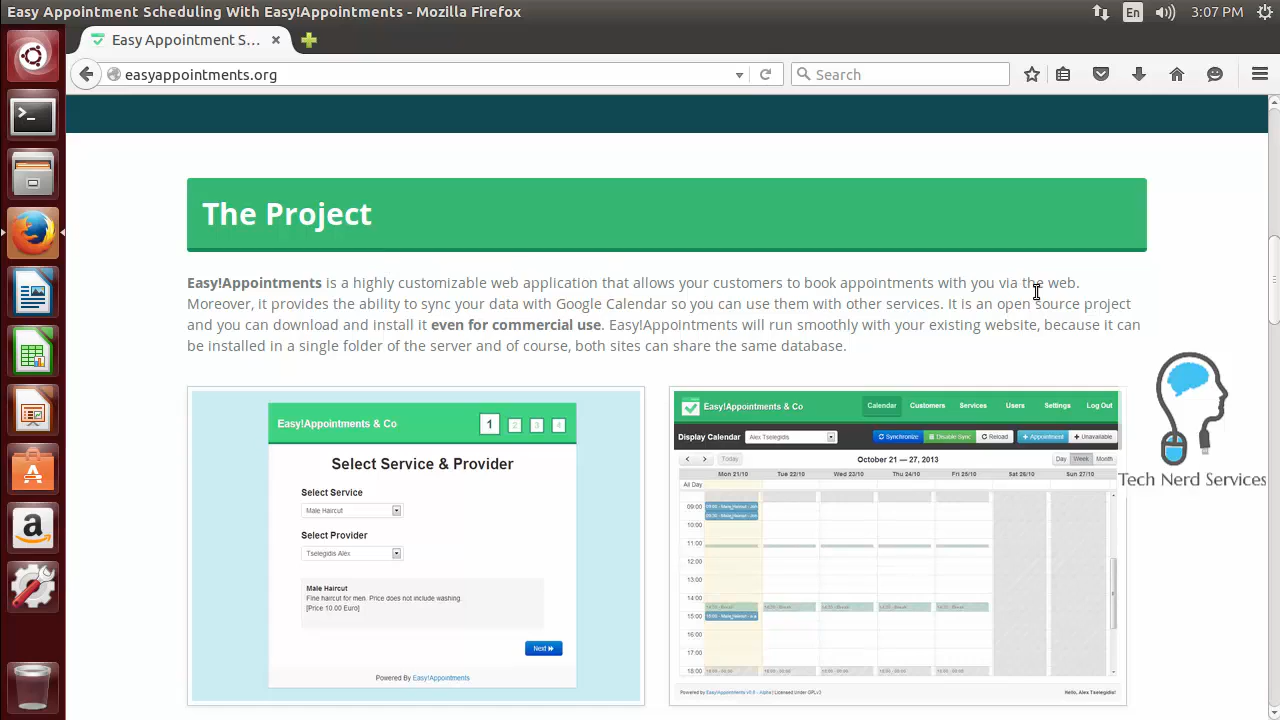 Easy Appointment Scheduling With Easy!Appointments - Mozilla Firefox
En
3:07 PM
Easy Appointment S...
easyappointments.org
Search
The Project
Easy!Appointments is a highly customizable web application that allows your customers to book appointments with you via the web.
Moreover, it provides the ability to sync your data with Google Calendar so you can use them with other services. It is an open source project
and you can download and install it even for commercial use. Easy!Appointments will run smoothly with your existing website, because it can
be installed in a single folder of the server and of course, both sites can share the same database.
Easy!Appointments & Co
1 2 3 4
Select Service & Provider
Select Service
Male Haircut
Select Provider
Tselegidis Alex
Male Haircut
Fine haircut for men. Price does not include washing.
[Price 10.00 Euro]
Next
Powered By Easy!Appointments
Easy!Appointments & Co
Calendar Customers Services Users Settings Log Out
Display Calendar Alex Tselegidis Synchronize Disable Sync Reload Appointment Unavailable
Today October 21 — 27, 2013 Day Week Month
Mon 21/10 Tue 22/10 Wed 23/10 Thu 24/10 Fri 25/10 Sat 26/10 Sun 27/10
All Day
09:00
10:00
11:00
12:00
13:00
14:00
15:00
16:00
17:00
18:00
Hello, Alex Tselegidis!
Tech Nerd Services